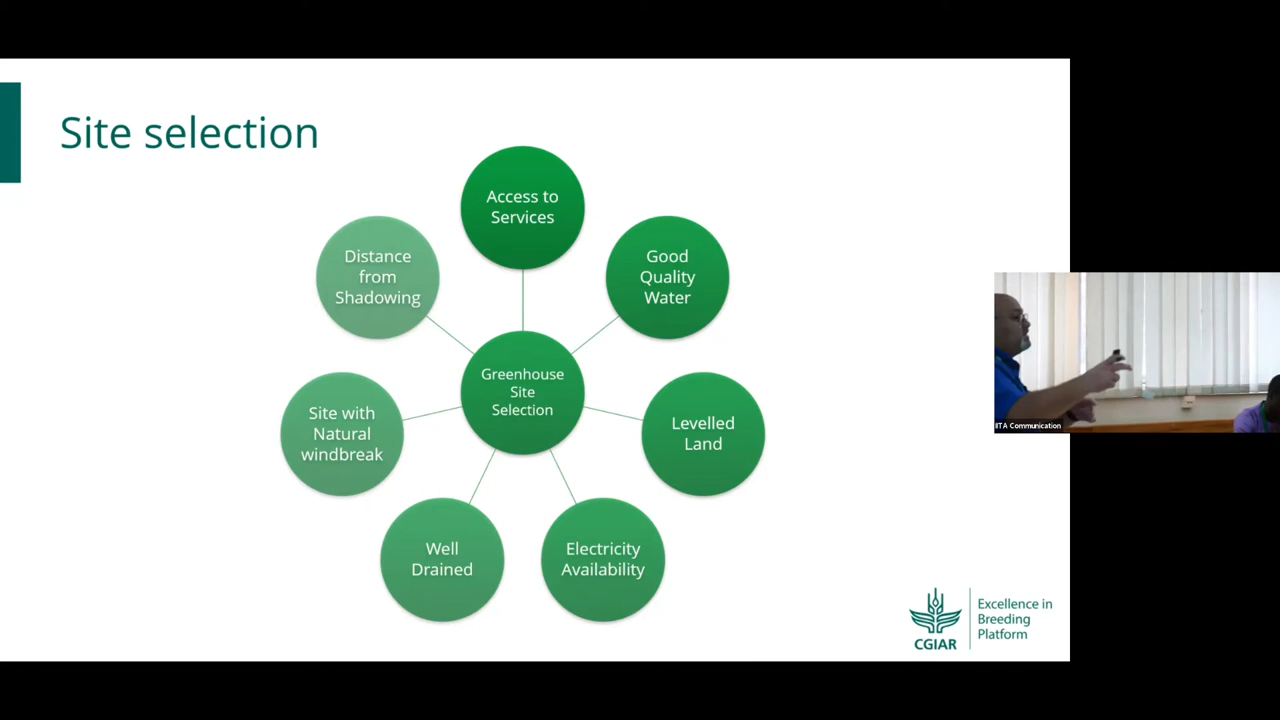 Site selection
Access to
Services
Good
Quality
Water
Levelled
Land
Electricity
Availability
Well
Drained
Site with
Natural
windbreak
Distance
from
Shadowing
Greenhouse
Site
Selection
IITA Communication
CGIAR
Excellence in
Breeding
Platform